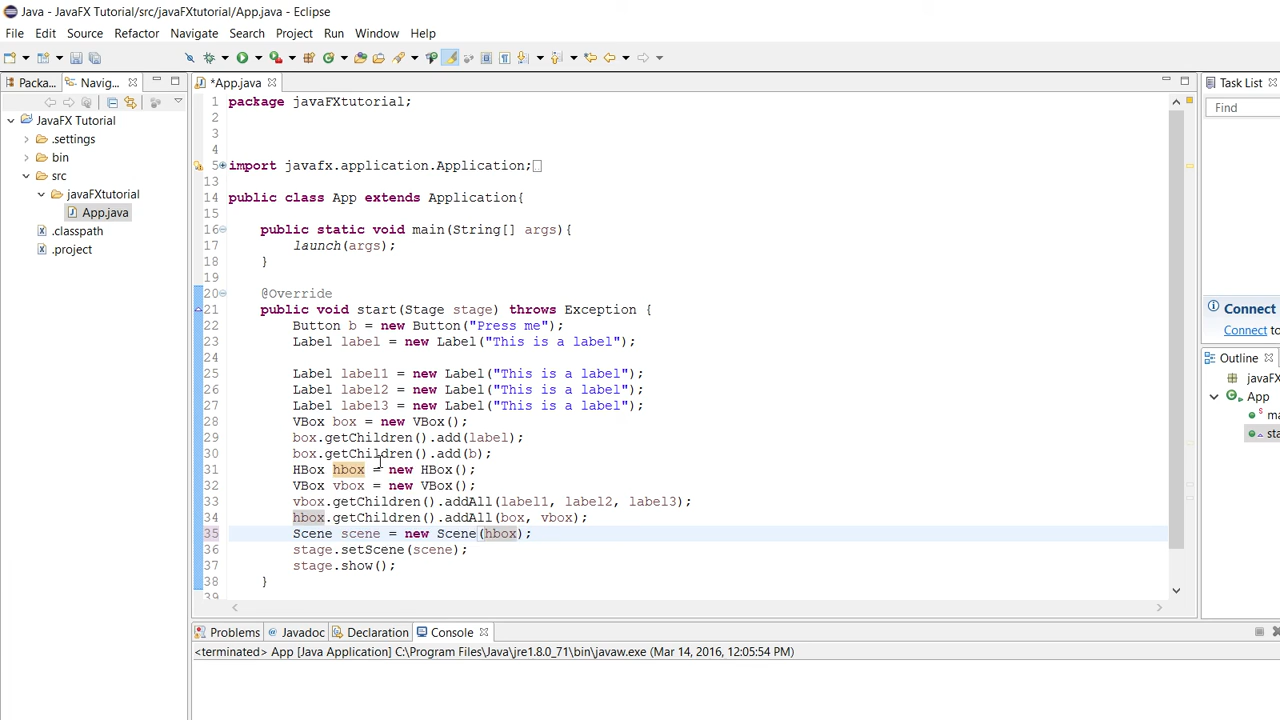 Java - JavaFX Tutorial/src/javaFXtutorial/App.java - Eclipse
File Edit Source Refactor Navigate Search Project Run Window Help
Packa... Navig...
JavaFX Tutorial
.settings
bin
src
javaFXtutorial
App.java
.classpath
.project
*App.java
1 package javaFXtutorial;
2
3
4
5 import javafx.application.Application;
13
14 public class App extends Application{
15
16 public static void main(String[] args){
17 launch(args);
18 }
19
20 @Override
21 public void start(Stage stage) throws Exception {
22 Button b = new Button("Press me");
23 Label label = new Label("This is a label");
24
25 Label label1 = new Label("This is a label");
26 Label label2 = new Label("This is a label");
27 Label label3 = new Label("This is a label");
28 VBox box = new VBox();
29 box.getChildren().add(label);
30 box.getChildren().add(b);
31 HBox hbox = new HBox();
32 VBox vbox = new VBox();
33 vbox.getChildren().addAll(label1, label2, label3);
34 hbox.getChildren().addAll(box, vbox);
35 Scene scene = new Scene(hbox);
36 stage.setScene(scene);
37 stage.show();
38 }
39
Problems Javadoc Declaration Console
<terminated> App [Java Application] C:\Program Files\Java\jre1.8.0_71\bin\javaw.exe (Mar 14, 2016, 12:05:54 PM)
Task List
Find
Connect
Connect to
Outline
javaFX
App
ma
sta